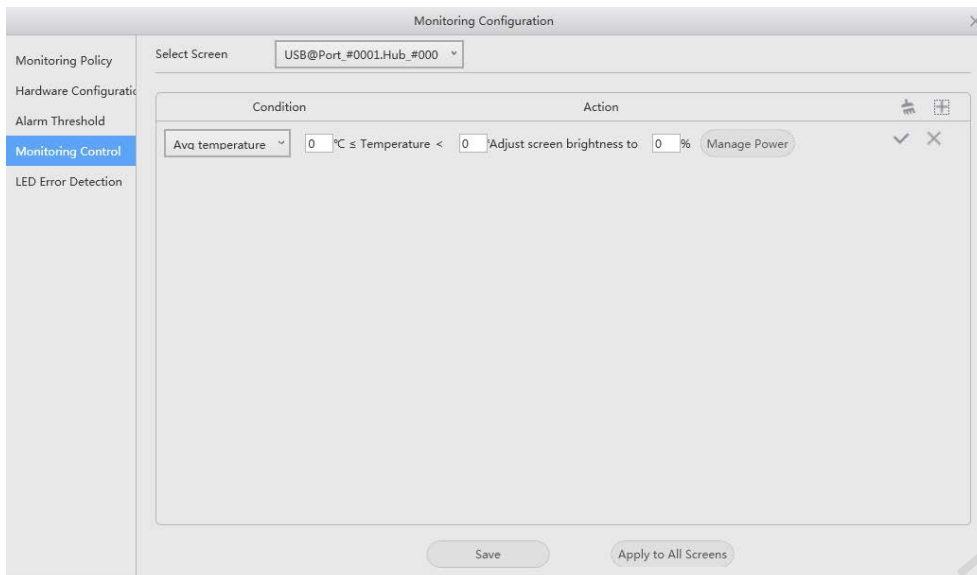 Monitoring Configuration
Monitoring Policy
Hardware Configuratio
Alarm Threshold
Monitoring Control
LED Error Detection
Select Screen USB@Port_#0001.Hub_#000
Condition Action
Avg temperature 0 ℃ ≤ Temperature < 0 Adjust screen brightness to 0 % Manage Power
Save Apply to All Screens